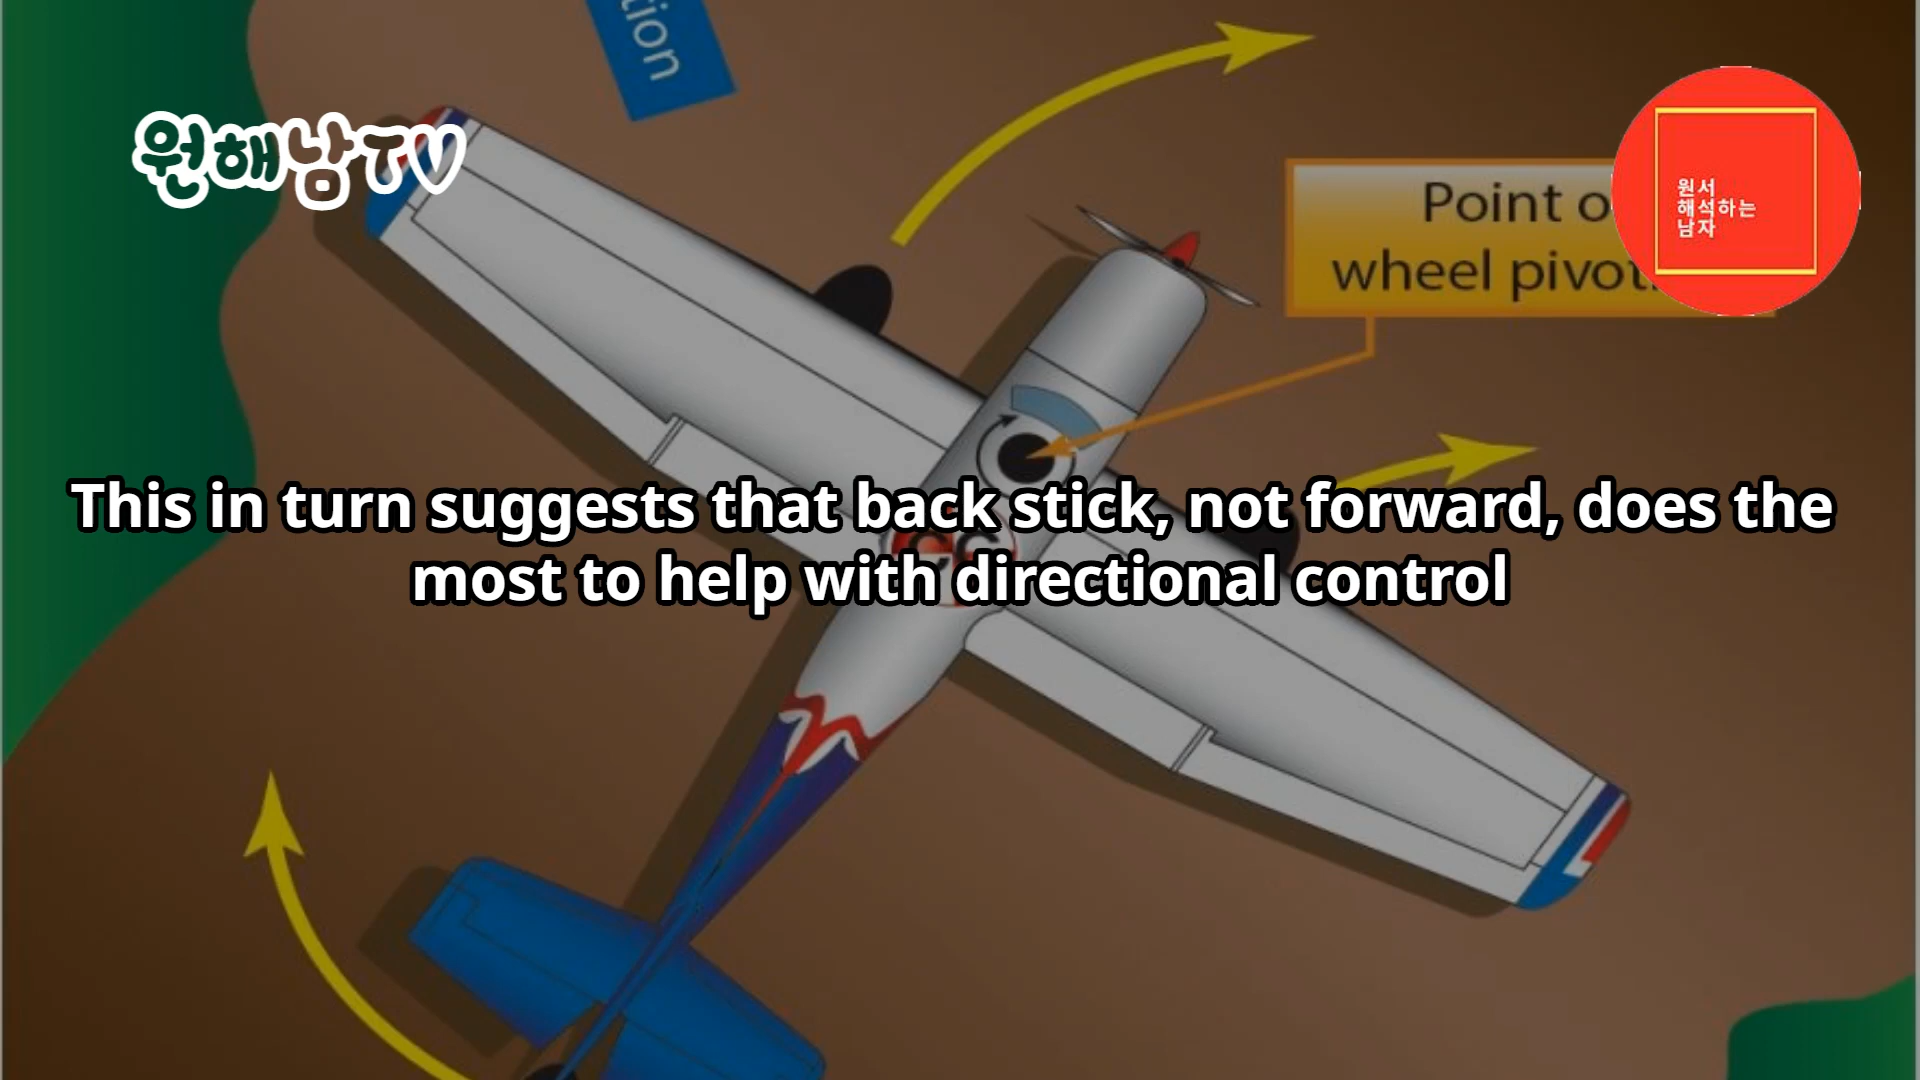 tion
원해남TV
Point o
wheel pivot
원서
해석하는
남자
CG
This in turn suggests that back stick, not forward, does the
most to help with directional control